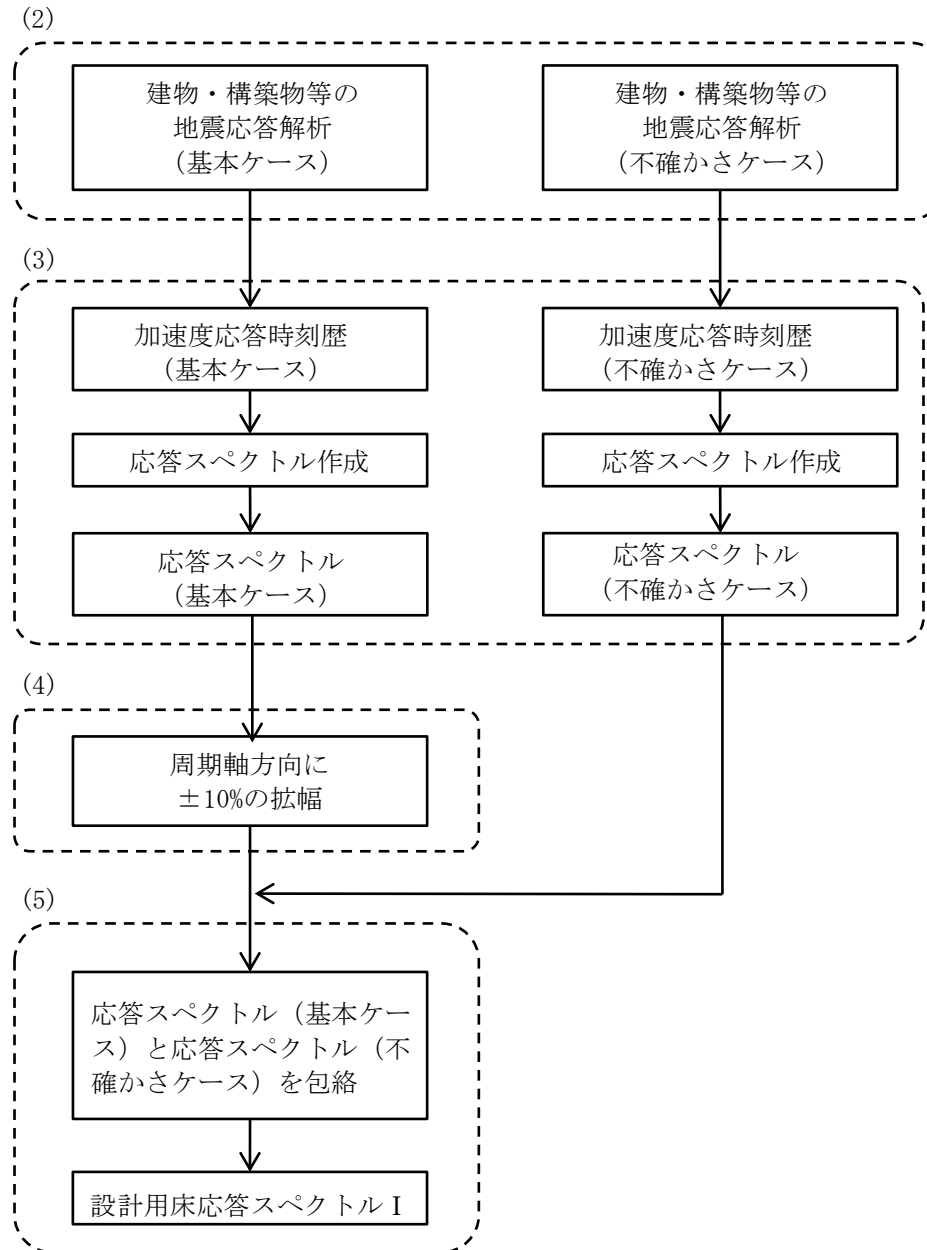 (2)
建物・構築物等の
地震応答解析
（基本ケース）
建物・構築物等の
地震応答解析
（不確かさケース）
(3)
加速度応答時刻歴
（基本ケース）
加速度応答時刻歴
（不確かさケース）
応答スペクトル作成
応答スペクトル作成
応答スペクトル
（基本ケース）
応答スペクトル
（不確かさケース）
(4)
周期軸方向に
±10%の拡幅
(5)
応答スペクトル（基本ケー
ス）と応答スペクトル（不
確かさケース）を包絡
設計用床応答スペクトルⅠ